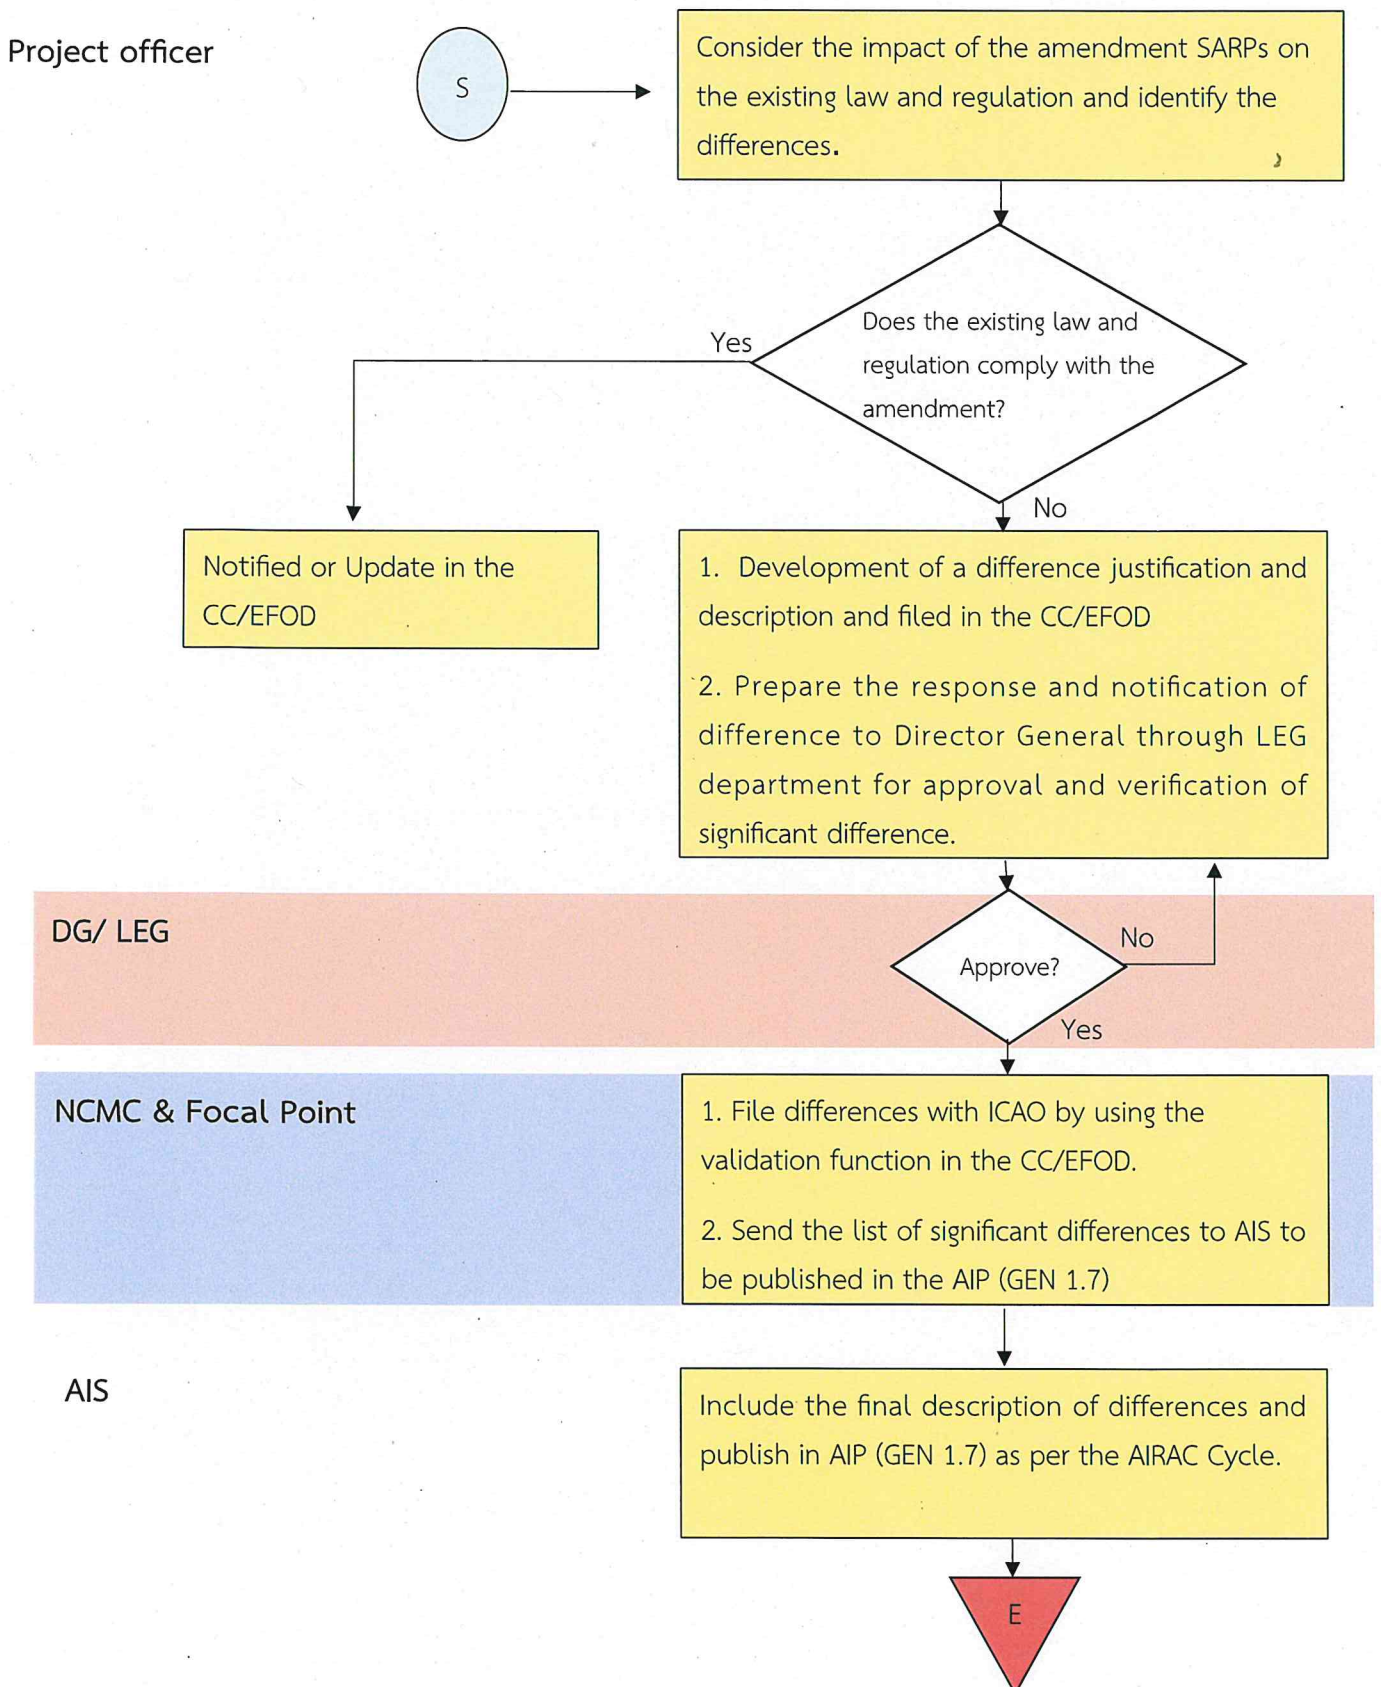 Project officer
S
Consider the impact of the amendment SARPs on
the existing law and regulation and identify the
differences.
Does the existing law and
regulation comply with the
amendment?
Yes
No
Notified or Update in the
CC/EFOD
1. Development of a difference justification and
description and filed in the CC/EFOD
2. Prepare the response and notification of
difference to Director General through LEG
department for approval and verification of
significant difference.
DG/ LEG
Approve?
No
Yes
NCMC & Focal Point
1. File differences with ICAO by using the
validation function in the CC/EFOD.
2. Send the list of significant differences to AIS to
be published in the AIP (GEN 1.7)
AIS
Include the final description of differences and
publish in AIP (GEN 1.7) as per the AIRAC Cycle.
E